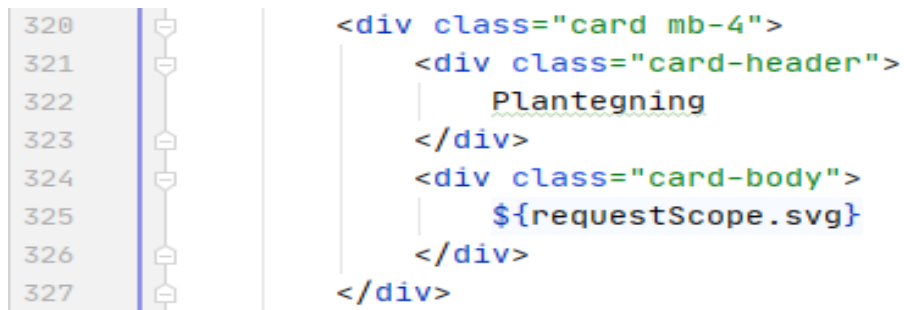 320 <div class="card mb-4">
321 <div class="card-header">
322 Plantegning
323 </div>
324 <div class="card-body">
325 ${requestScope.svg}
326 </div>
327 </div>